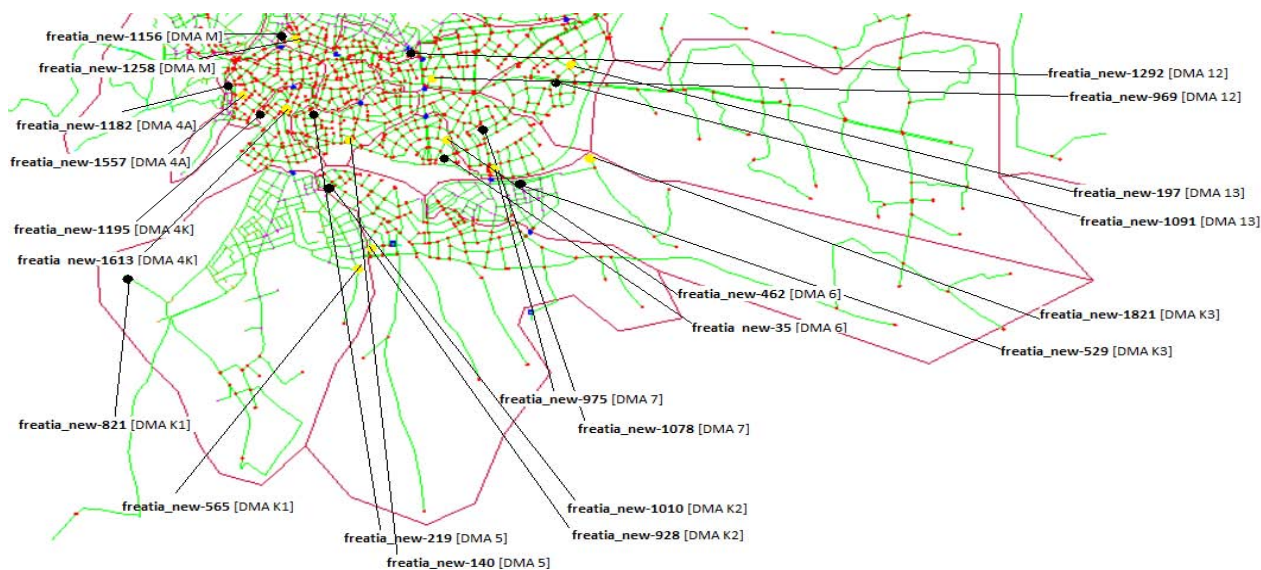 freatia_new-1156 [DMA M]
freatia_new-1258 [DMA M]
freatia_new-1292 [DMA 12]
freatia_new-969 [DMA 12]
freatia_new-1182 [DMA 4A]
freatia_new-1557 [DMA 4A]
freatia_new-197 [DMA 13]
freatia_new-1091 [DMA 13]
freatia_new-1195 [DMA 4K]
freatia new-1613 [DMA 4K]
freatia_new-462 [DMA 6]
freatia new-35 [DMA 6]
freatia_new-1821 [DMA K3]
freatia_new-529 [DMA K3]
freatia_new-975 [DMA 7]
freatia_new-1078 [DMA 7]
freatia_new-821 [DMA K1]
freatia_new-565 [DMA K1]
freatia_new-1010 [DMA K2]
freatia_new-928 [DMA K2]
freatia_new-219 [DMA 5]
freatia_new-140 [DMA 5]